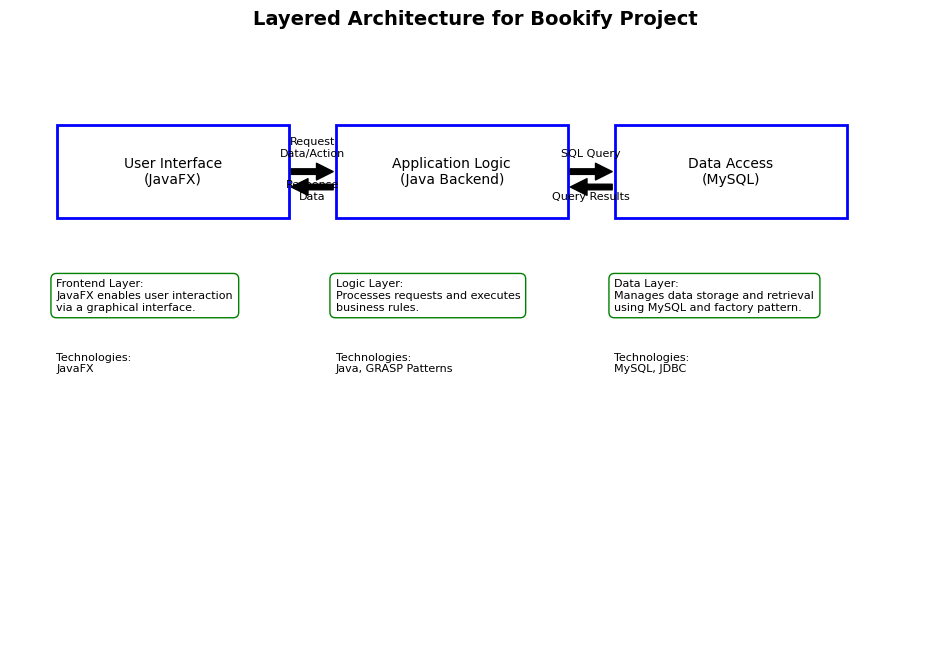 Layered Architecture for Bookify Project
User Interface
(JavaFX)
Request
Data/Action
Response
Data
Application Logic
(Java Backend)
SQL Query
Query Results
Data Access
(MySQL)
Frontend Layer:
JavaFX enables user interaction
via a graphical interface.
Logic Layer:
Processes requests and executes
business rules.
Data Layer:
Manages data storage and retrieval
using MySQL and factory pattern.
Technologies:
JavaFX
Technologies:
Java, GRASP Patterns
Technologies:
MySQL, JDBC